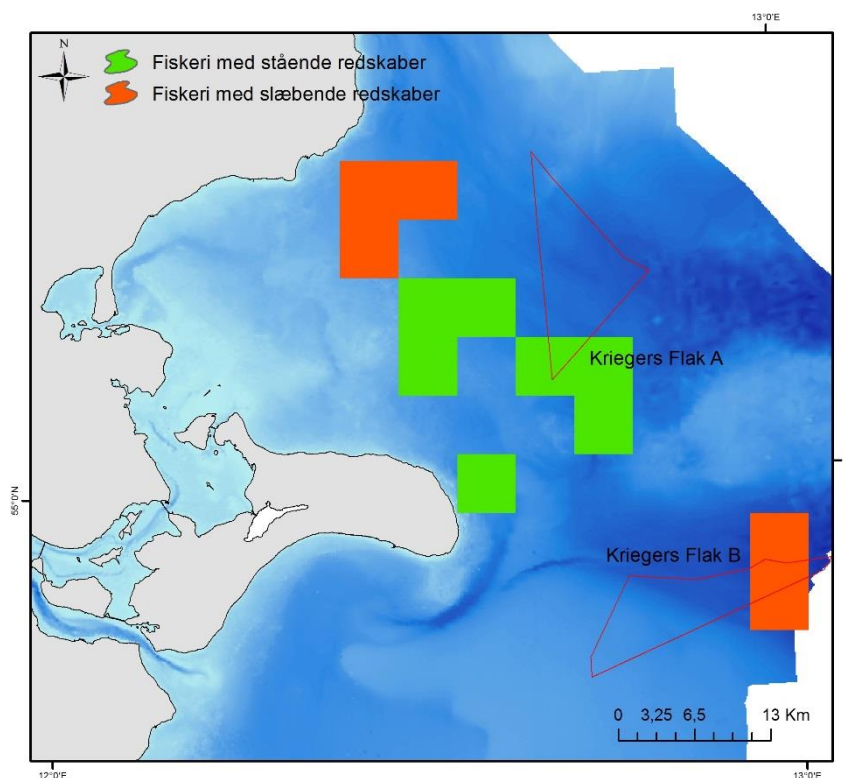 13°0'E
N
Fiskeri med stående redskaber
Fiskeri med slæbende redskaber
Kriegers Flak A
55°0'N
Kriegers Flak B
0 3,25 6,5 13 Km
12°0'E
13°0'E